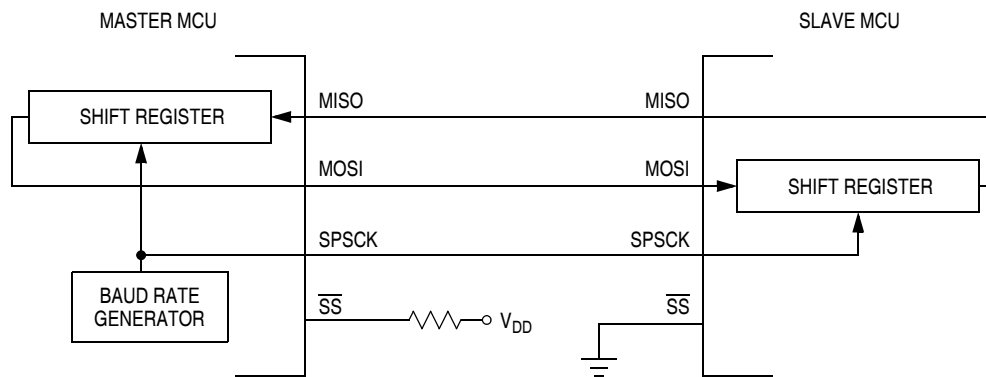 MASTER MCU
SLAVE MCU
SHIFT REGISTER
MISO
MISO
MOSI
MOSI
SHIFT REGISTER
SPSCK
SPSCK
BAUD RATE
GENERATOR
SS
VDD
SS